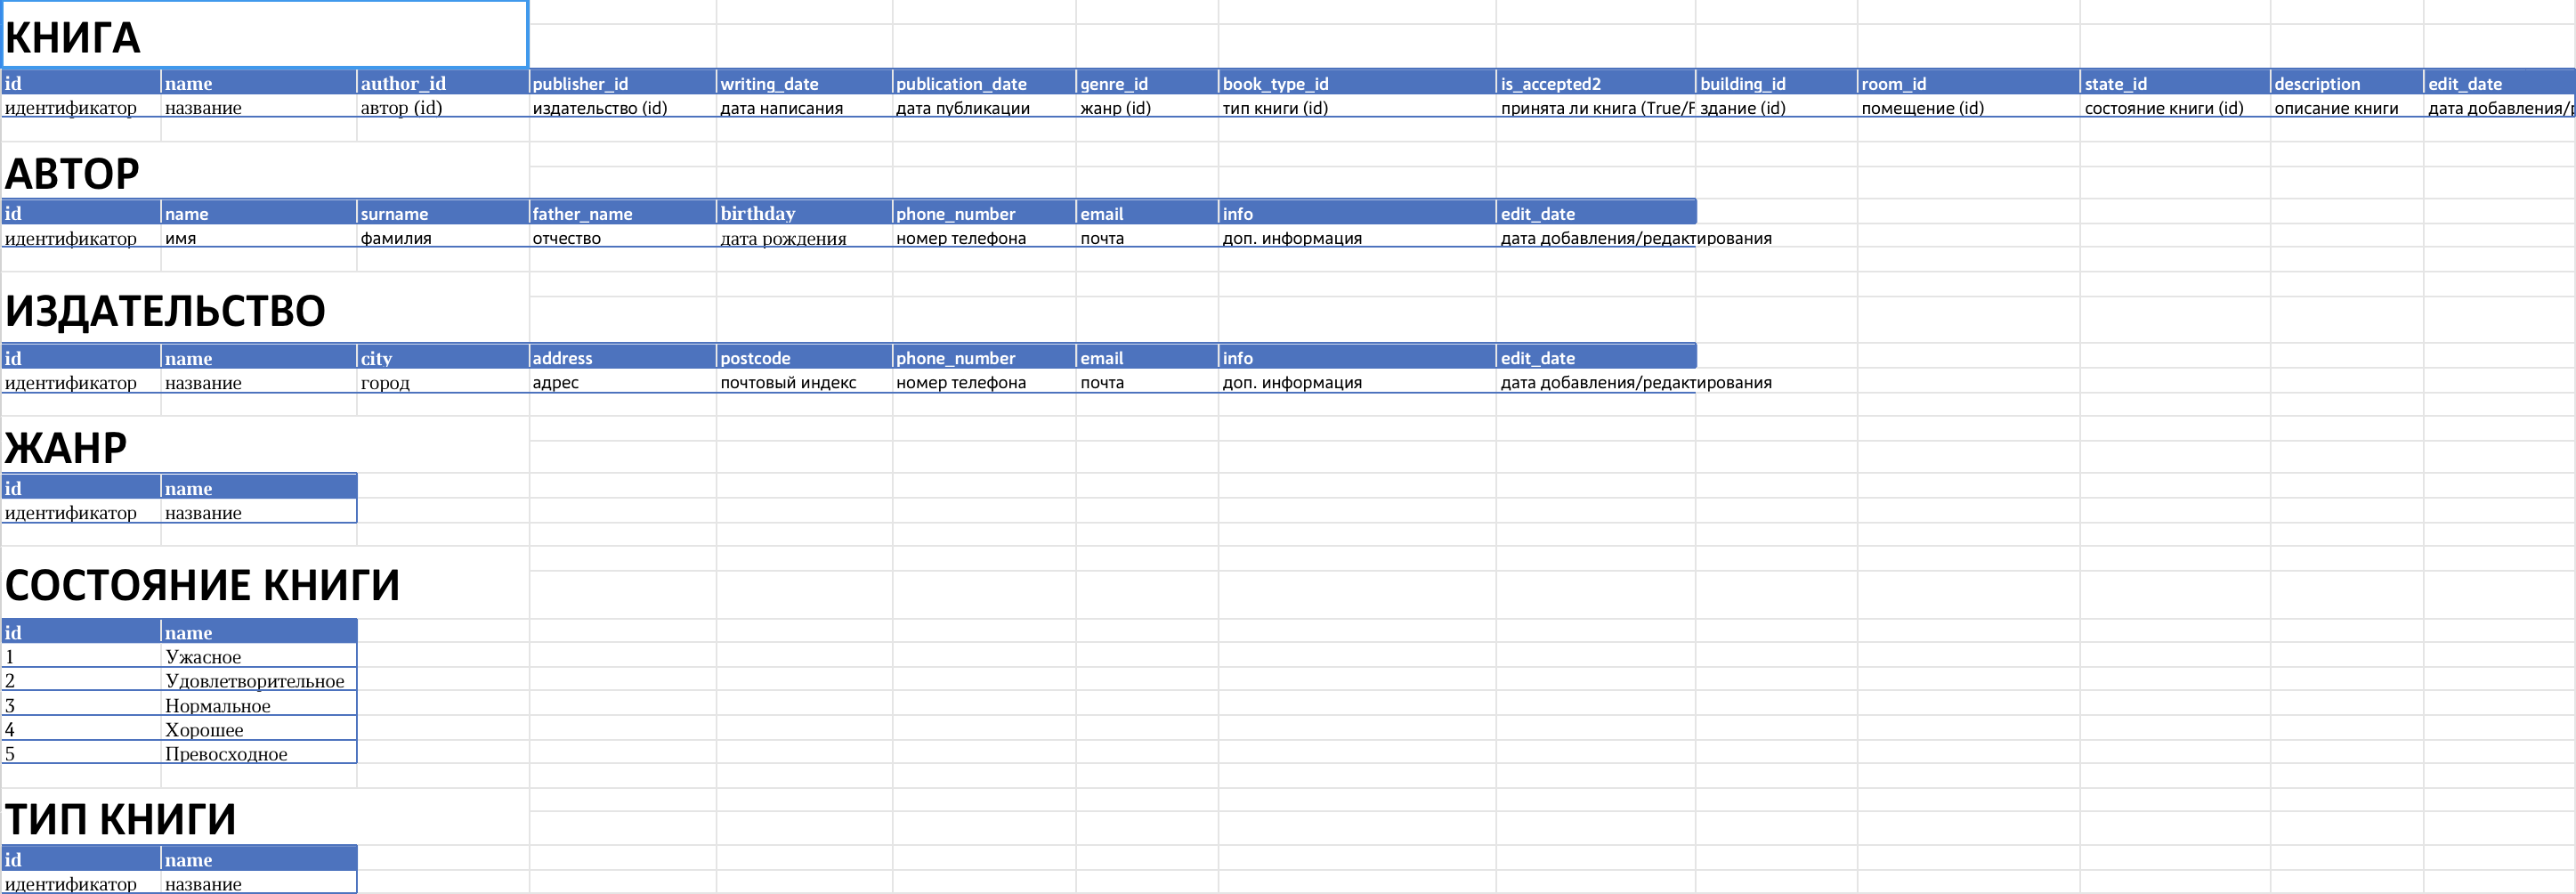 КНИГА
id name author_id publisher_id writing_date publication_date genre_id book_type_id is_accepted2 building_id room_id state_id description edit_date
идентификатор название автор (id) издательство (id) дата написания дата публикации жанр (id) тип книги (id) принята ли книга (True/F здание (id) помещение (id) состояние книги (id) описание книги дата добавления/р
АВТОР
id name surname father_name birthday phone_number email info edit_date
идентификатор имя фамилия отчество дата рождения номер телефона почта доп. информация дата добавления/редактирования
ИЗДАТЕЛЬСТВО
id name city address postcode phone_number email info edit_date
идентификатор название город адрес почтовый индекс номер телефона почта доп. информация дата добавления/редактирования
ЖАНР
id name
идентификатор название
СОСТОЯНИЕ КНИГИ
id name
1 Ужасное
2 Удовлетворительное
3 Нормальное
4 Хорошее
5 Превосходное
ТИП КНИГИ
id name
идентификатор название